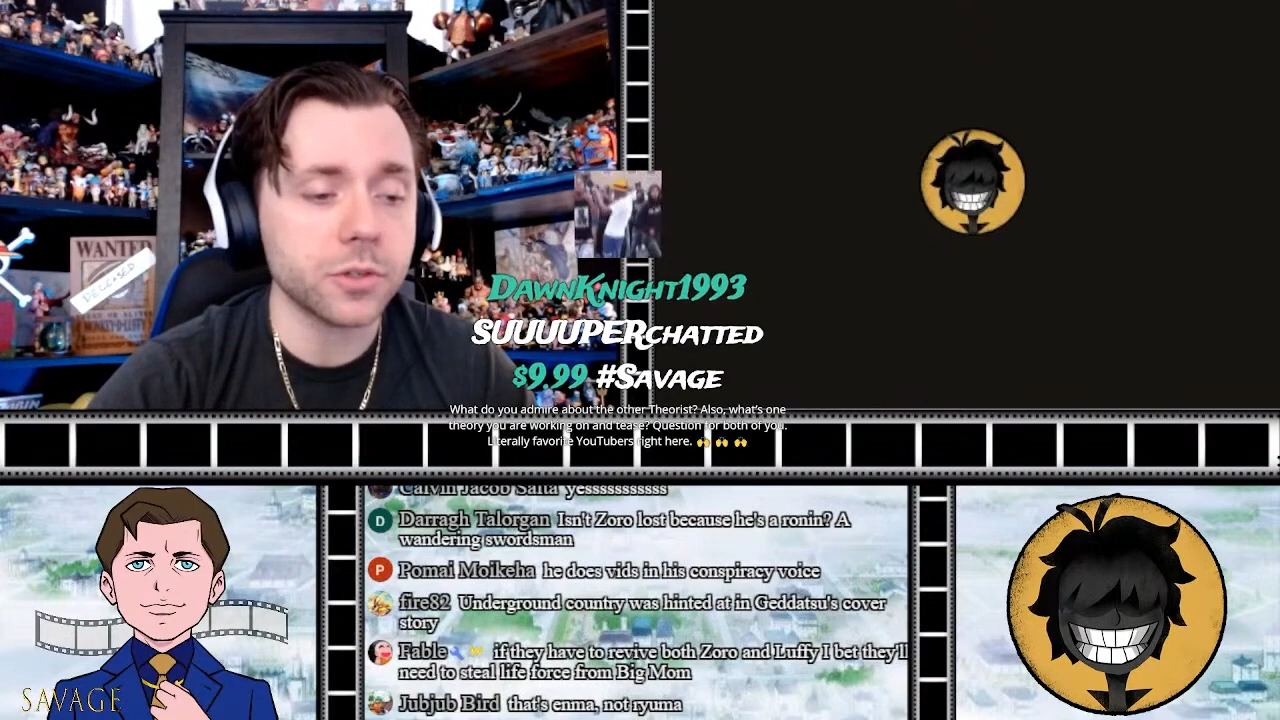 WANTED
DECEASED
DawnKnight1993
SUUUUPERchatted
$9.99 #Savage
What do you admire about the other Theorist? Also, what's one
theory you are working on and tease? Question for both of you.
Literally favorite YouTubers right here. 🙌 🙌 🙌
Calvin Jacob Salta yesssssssssss
D Darragh Talorgan Isn't Zoro lost because he's a ronin? A
wandering swordsman
P Pomai Moikeha he does vids in his conspiracy voice
fire82 Underground country was hinted at in Geddatsu's cover
story
Fable if they have to revive both Zoro and Luffy I bet they'll
need to steal life force from Big Mom
Jubjub Bird that's enma, not ryuma
SAVAGE